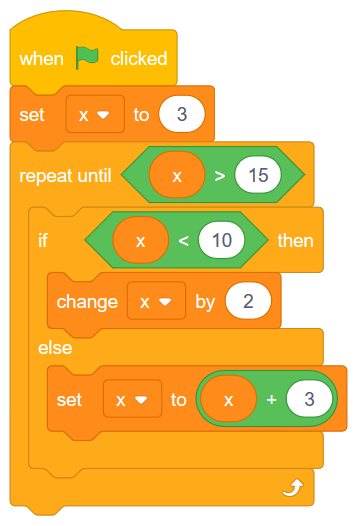 when clicked
set x to 3
repeat until x > 15
if x < 10 then
change x by 2
else
set x to x + 3